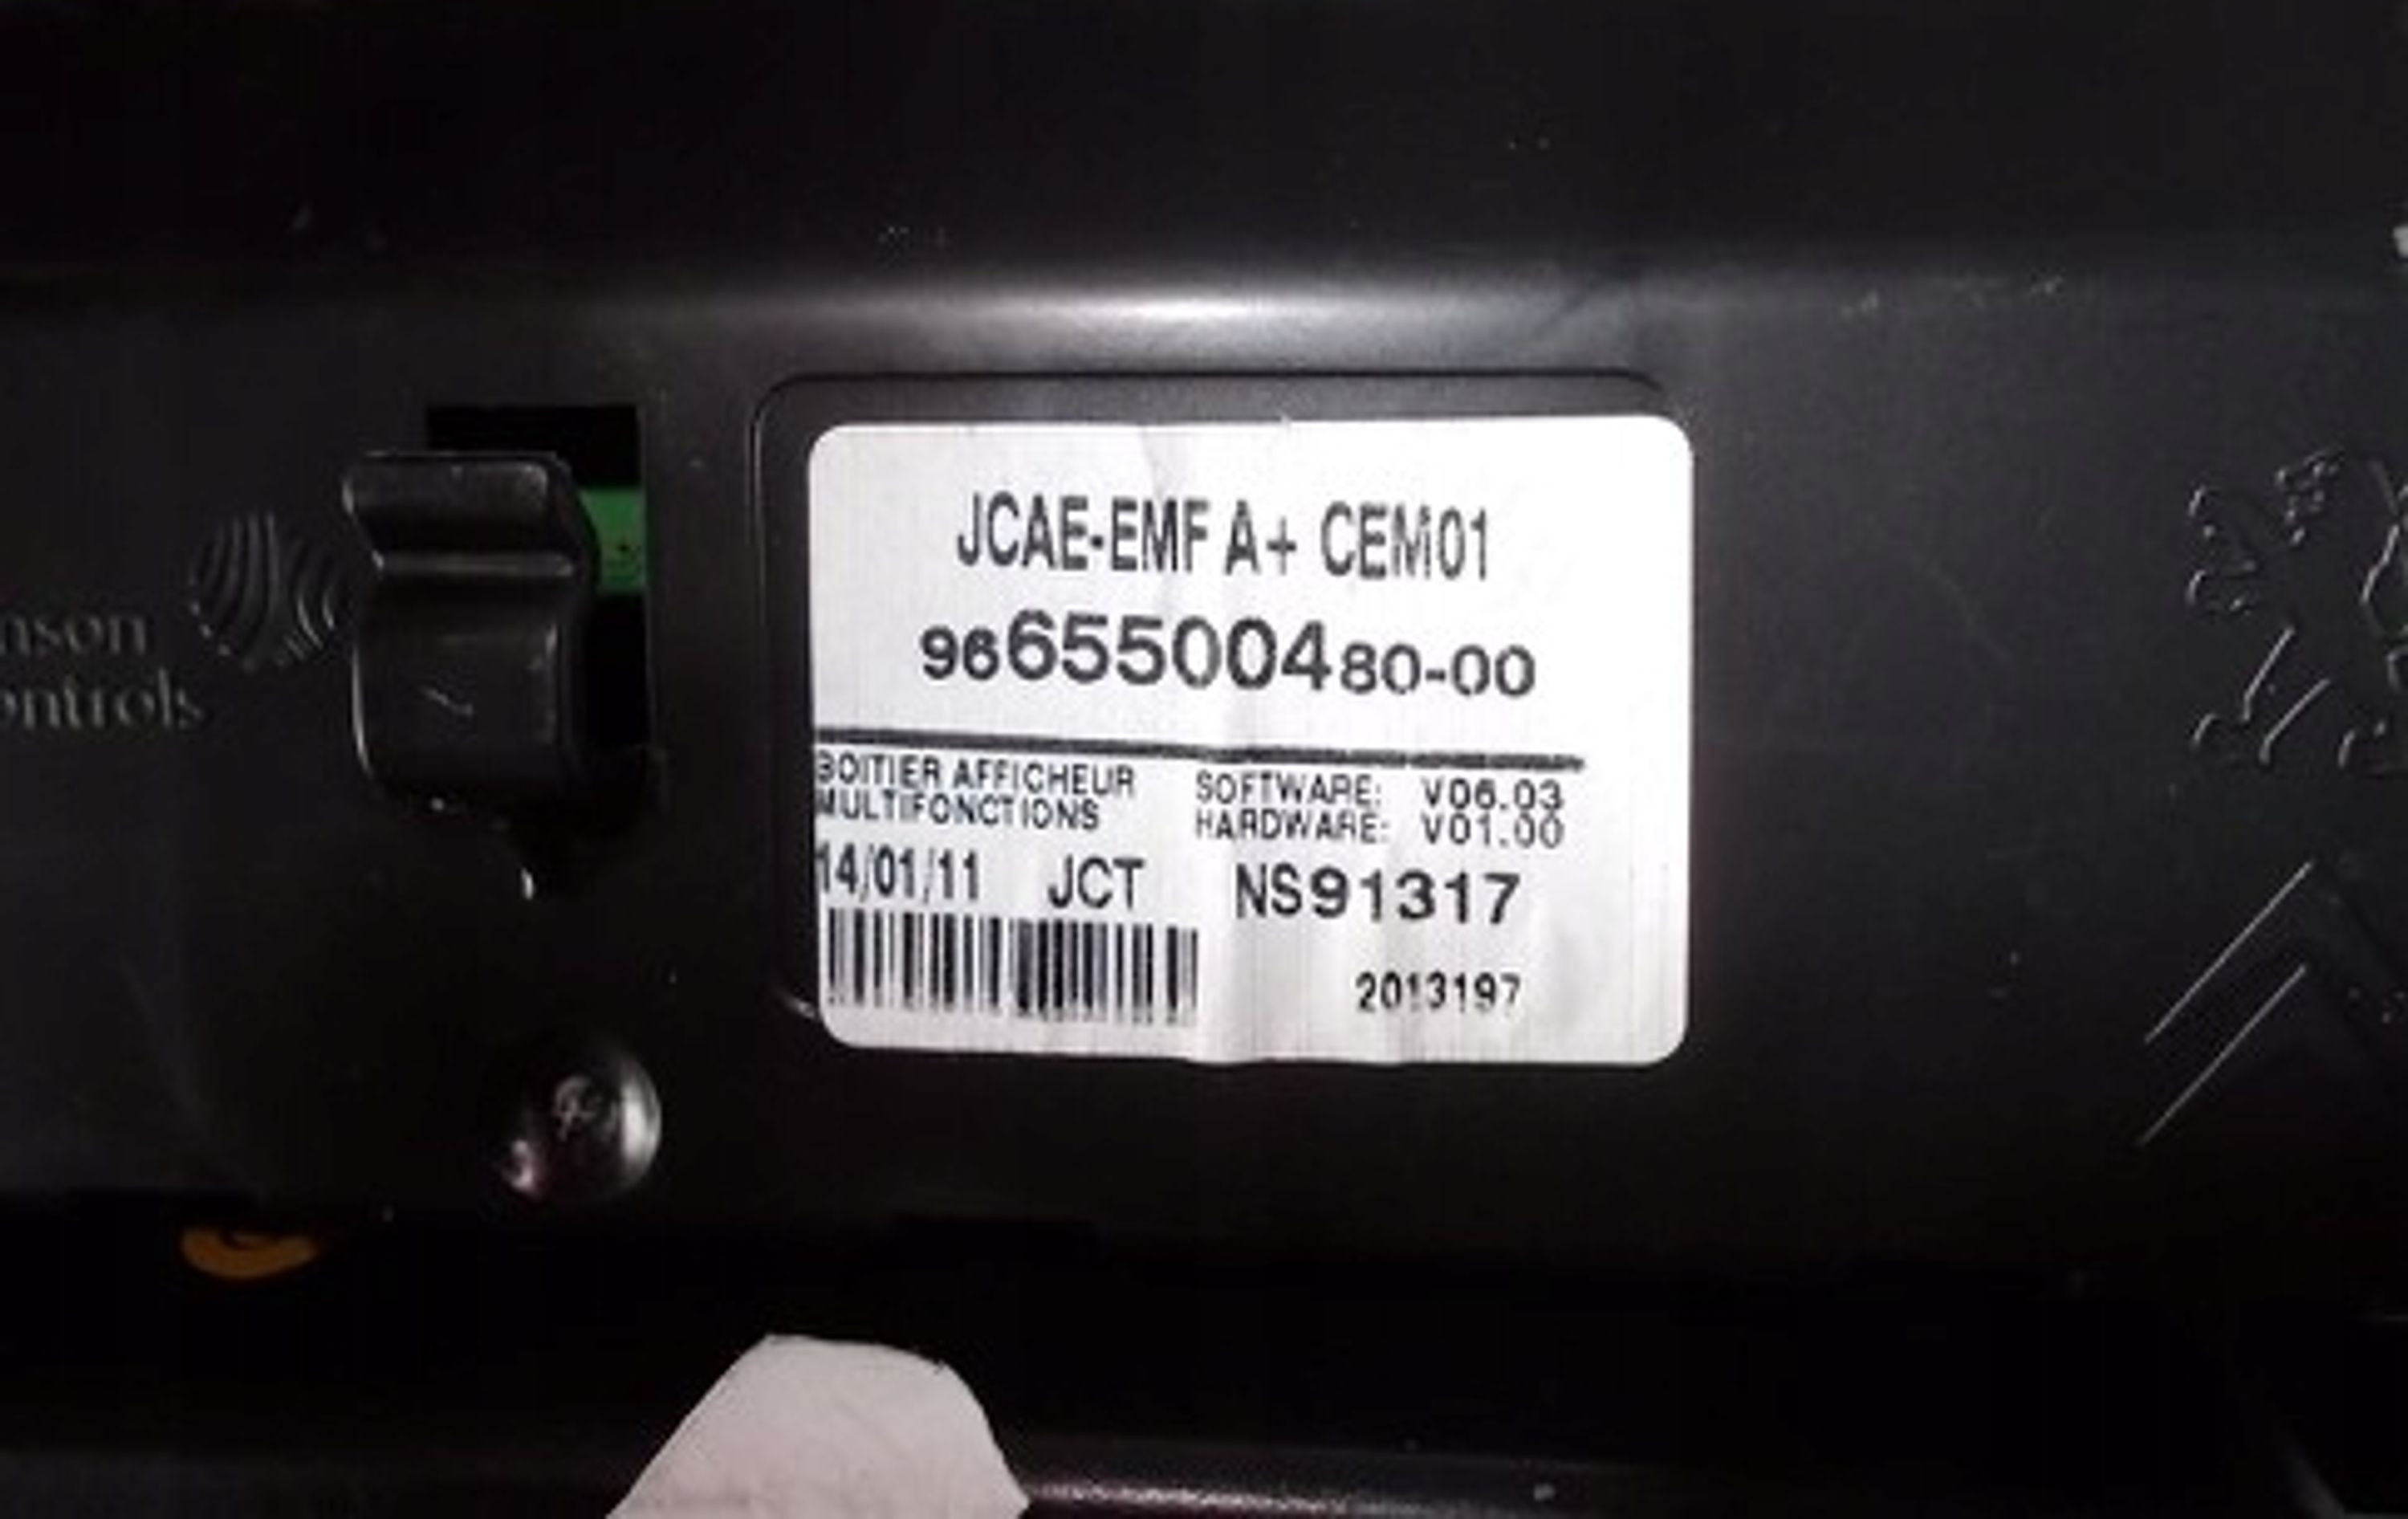 JCAE-EMF A+ CEM01
9665500480-00
BOITIER AFFICHEUR
MULTIFONCTIONS
SOFTWARE: V06.03
HARDWARE: V01.00
14/01/11 JCT NS91317
2013197
nson
ontrols